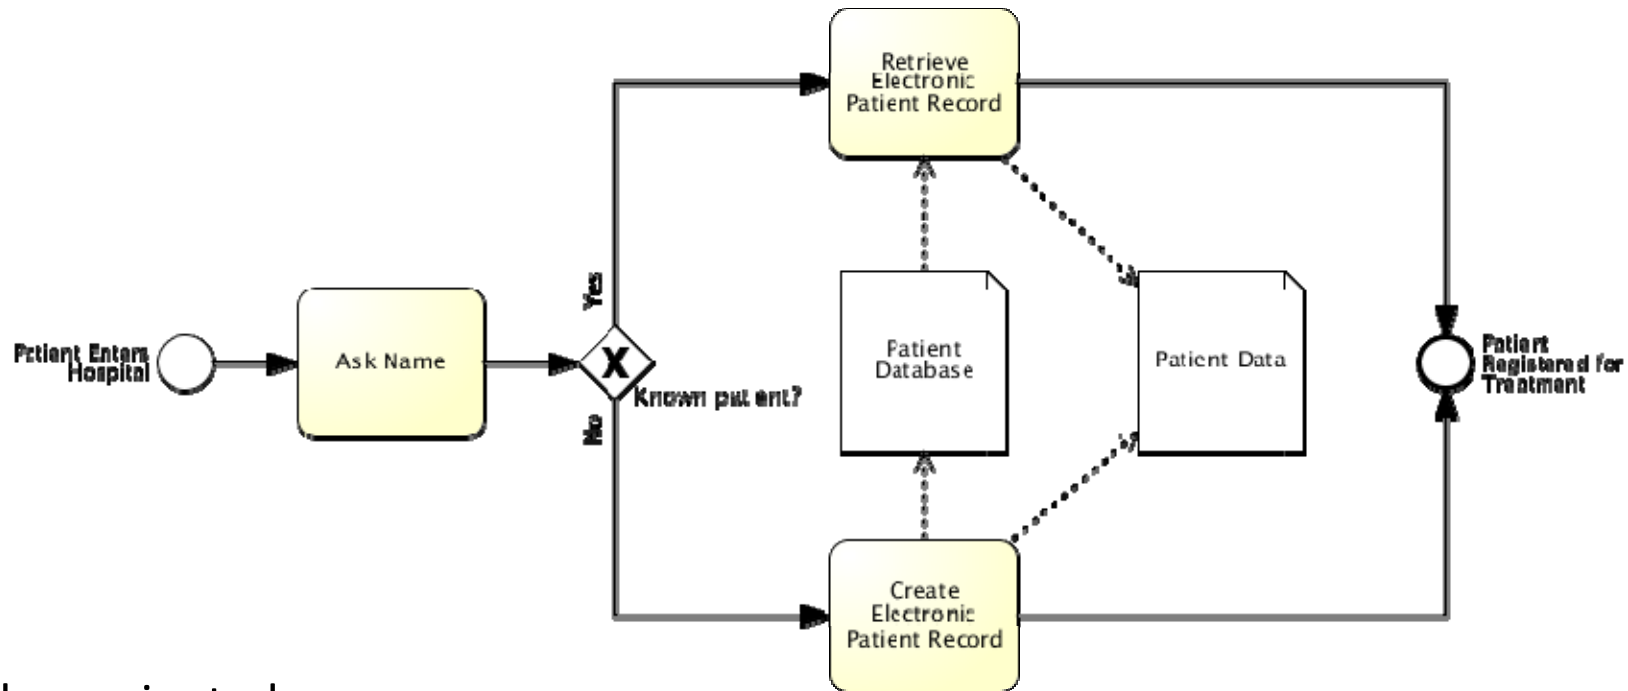 Retrieve
Electronic
Patient Record
Yes
Patient Enters
Hospital
Ask Name
X
Known patient?
No
Patient
Database
Patient Data
Patient
Registered for
Treatment
Create
Electronic
Patient Record